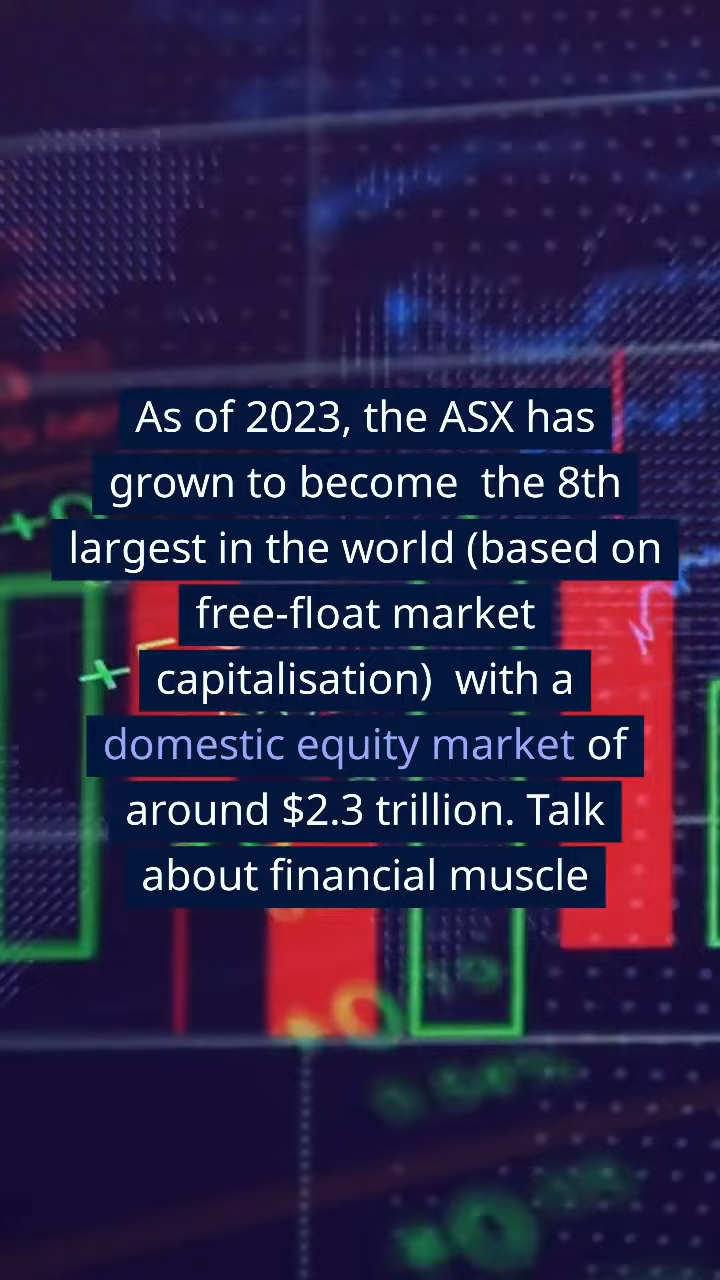 As of 2023, the ASX has
grown to become  the 8th
largest in the world (based on
free-float market
capitalisation)  with a
domestic equity market of
around $2.3 trillion. Talk
about financial muscle